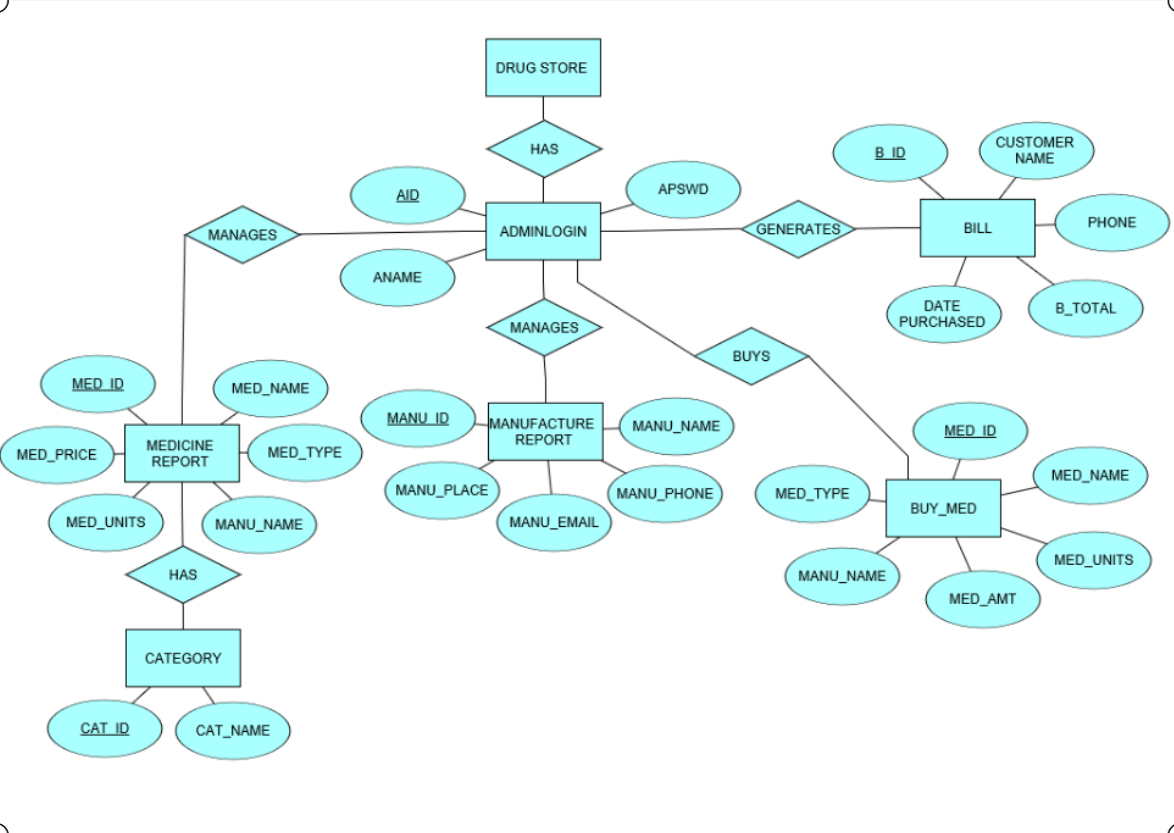 DRUG STORE
HAS
AID
APSWD
ADMINLOGIN
ANAME
MANAGES
GENERATES
B_ID
CUSTOMER
NAME
BILL
PHONE
DATE
PURCHASED
B_TOTAL
MANAGES
BUYS
MED_ID
MED_NAME
MEDICINE
REPORT
MED_PRICE
MED_TYPE
MED_UNITS
MANU_NAME
MANU_ID
MANUFACTURE
REPORT
MANU_NAME
MANU_PLACE
MANU_EMAIL
MANU_PHONE
MED_ID
MED_NAME
MED_TYPE
BUY_MED
MANU_NAME
MED_AMT
MED_UNITS
HAS
CATEGORY
CAT_ID
CAT_NAME